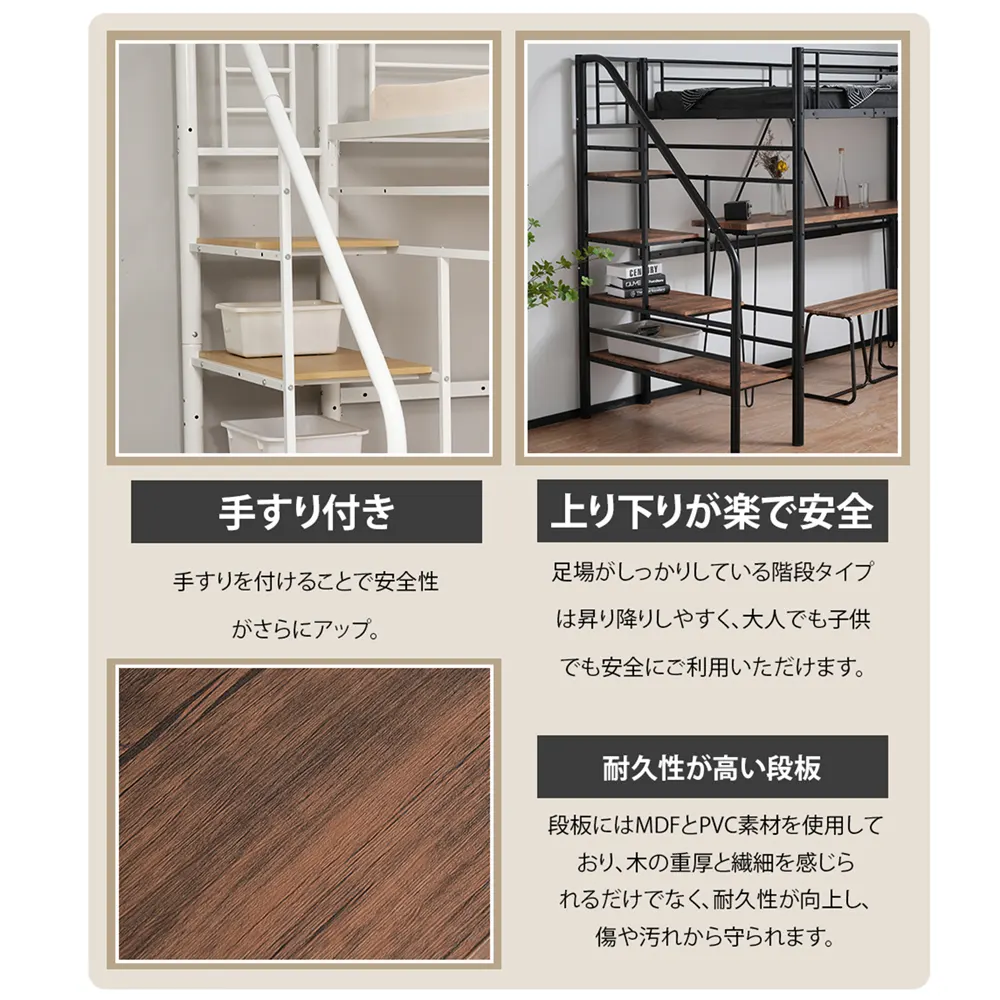 CENTURY
手すり付き
手すりを付けることで安全性
がさらにアップ。
上り下りが楽で安全
足場がしっかりしている階段タイプ
は昇り降りしやすく、大人でも子供
でも安全にご利用いただけます。
耐久性が高い段板
段板にはMDFとPVC素材を使用して
おり、木の重厚と繊細を感じら
れるだけでなく、耐久性が向上し、
傷や汚れから守られます。